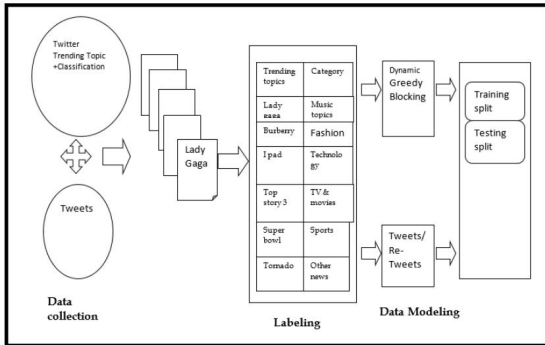 Twitter
Trending Topic
+Classification
Tweets
Data
collection
Lady
Gaga
Trending
topics
Category
Lady
gaga
Music
topics
Burberry
Fashion
I pad
Technolo
gy
Top
story 3
TV &
movies
Super
bowl
Sports
Tornado
Other
news
Labeling
Dynamic
Greedy
Blocking
Tweets/
Re-
Tweets
Data Modeling
Training
split
Testing
split